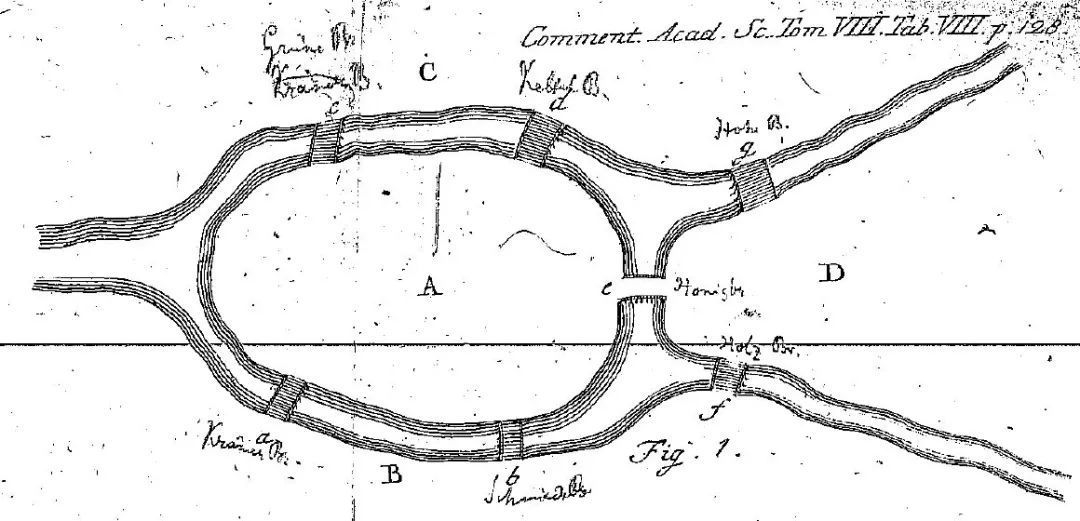 Comment. Acad. Sc. Tom VIII. Tab. VIII. p. 128.
Grüne Br.
Krämer B.
C
B.
c
d
Hohe B.
g
A
e
Honigbr
D
Holz Br.
f
Krämer Br.
a
Fig. 1.
B
b
Schmiede Br